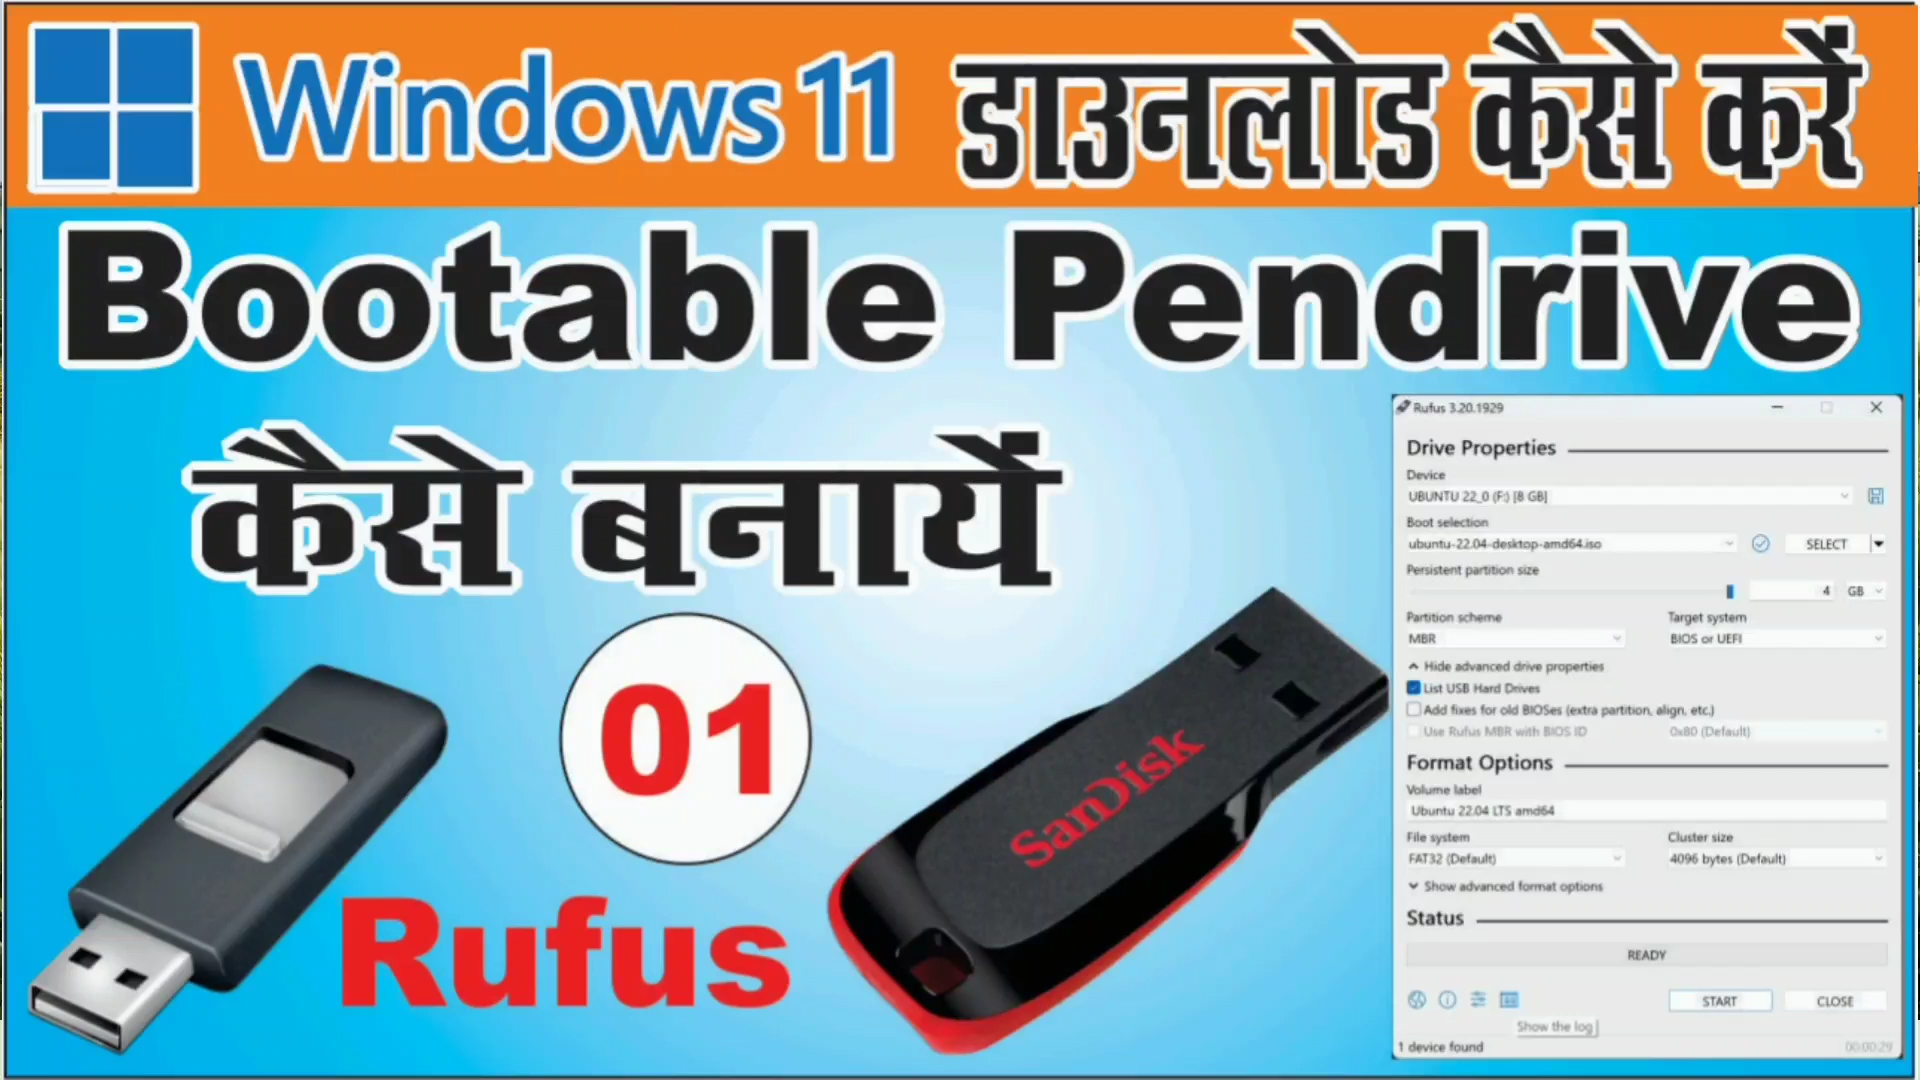 Windows 11 डाउनलोड कैसे करें
Bootable Pendrive
कैसे बनायें
01
Rufus
SanDisk
Rufus 3.20.1929
Drive Properties
Device
UBUNTU 22_0 (F:) [8 GB]
Boot selection
ubuntu-22.04-desktop-amd64.iso
SELECT
Persistent partition size
4 GB
Partition scheme Target system
MBR BIOS or UEFI
Hide advanced drive properties
List USB Hard Drives
Add fixes for old BIOSes (extra partition, align, etc.)
Use Rufus MBR with BIOS ID 0x80 (Default)
Format Options
Volume label
Ubuntu 22.04 LTS amd64
File system Cluster size
FAT32 (Default) 4096 bytes (Default)
Show advanced format options
Status
READY
START CLOSE
Show the log
1 device found 00:00:29